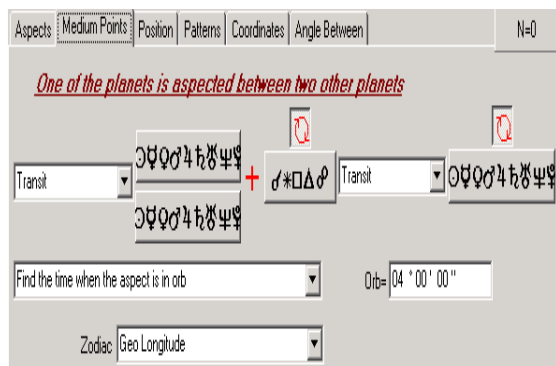 Aspects Medium Points Position Patterns Coordinates Angle Between N=0
One of the planets is aspected between two other planets
☉☿♀♂♃♄♅♆♇
Transit + ☌⚹□△☍ Transit ☉☿♀♂♃♄♅♆♇
☉☿♀♂♃♄♅♆♇
Find the time when the aspect is in orb Orb= 04 ° 00 ' 00 "
Zodiac Geo Longitude